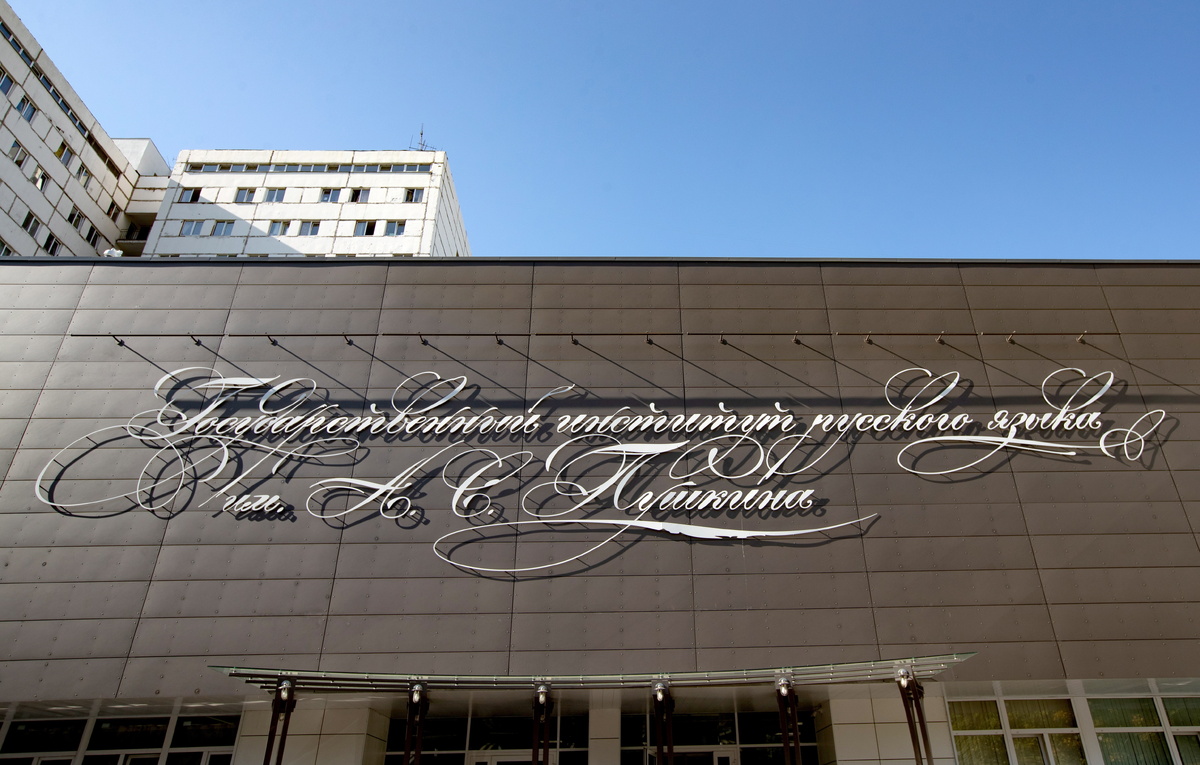 Государственный институт русского языка
им. А. С. Пушкина